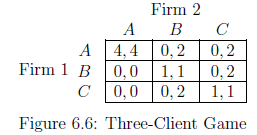 Firm 2
A B C
A 4, 4 0, 2 0, 2
Firm 1 B 0, 0 1, 1 0, 2
C 0, 0 0, 2 1, 1
Figure 6.6: Three-Client Game